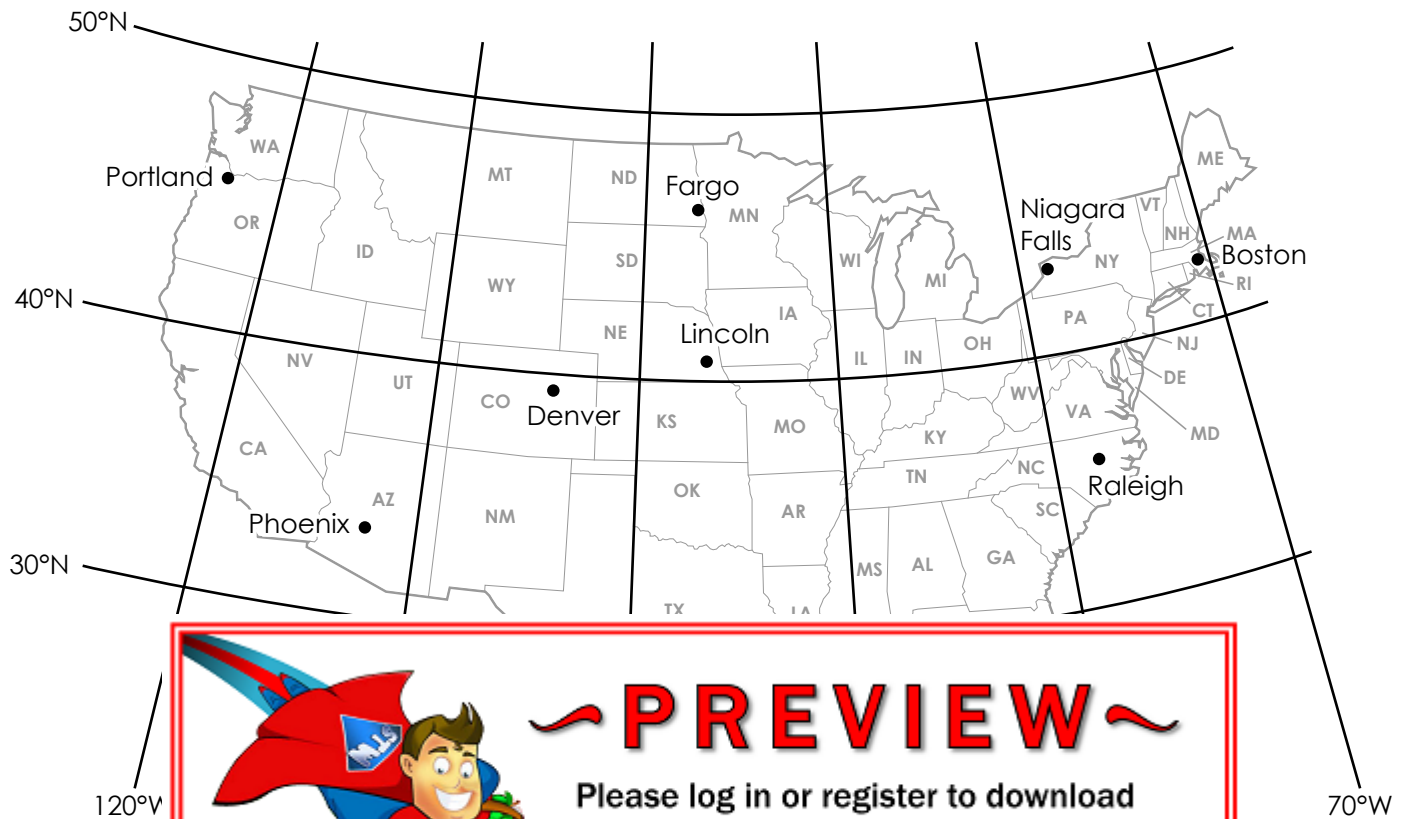 50°N
WA
ME
Portland
MT
ND
Fargo
MN
VT
Niagara
Falls
OR
NH
MA
ID
WI
NY
Boston
SD
MI
WY
RI
40°N
IA
CT
NE
Lincoln
PA
OH
NJ
NV
IL
IN
UT
DE
CO
WV
Denver
VA
KS
MO
MD
CA
KY
TN
NC
Raleigh
OK
AZ
SC
Phoenix
NM
AR
30°N
MS
AL
GA
TX
LA
STW
~PREVIEW~
Please log in or register to download
120°W
70°W